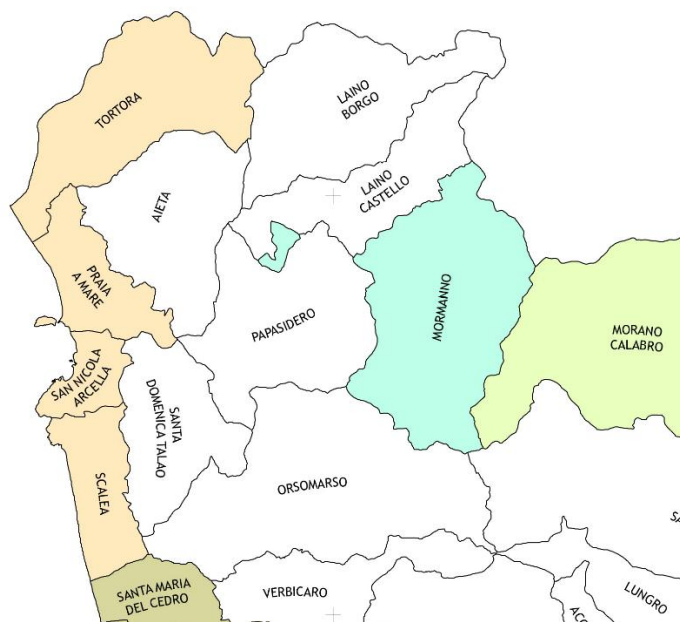 TORTORA
LAINO
BORGO
AIETA
LAINO
CASTELLO
PRAIA
A MARE
PAPASIDERO
MORMANNO
MORANO
CALABRO
SAN NICOLA
ARCELLA
SANTA
DOMENICA TALAO
SCALEA
ORSOMARSO
SANTA MARIA
DEL CEDRO
VERBICARO
LUNGRO